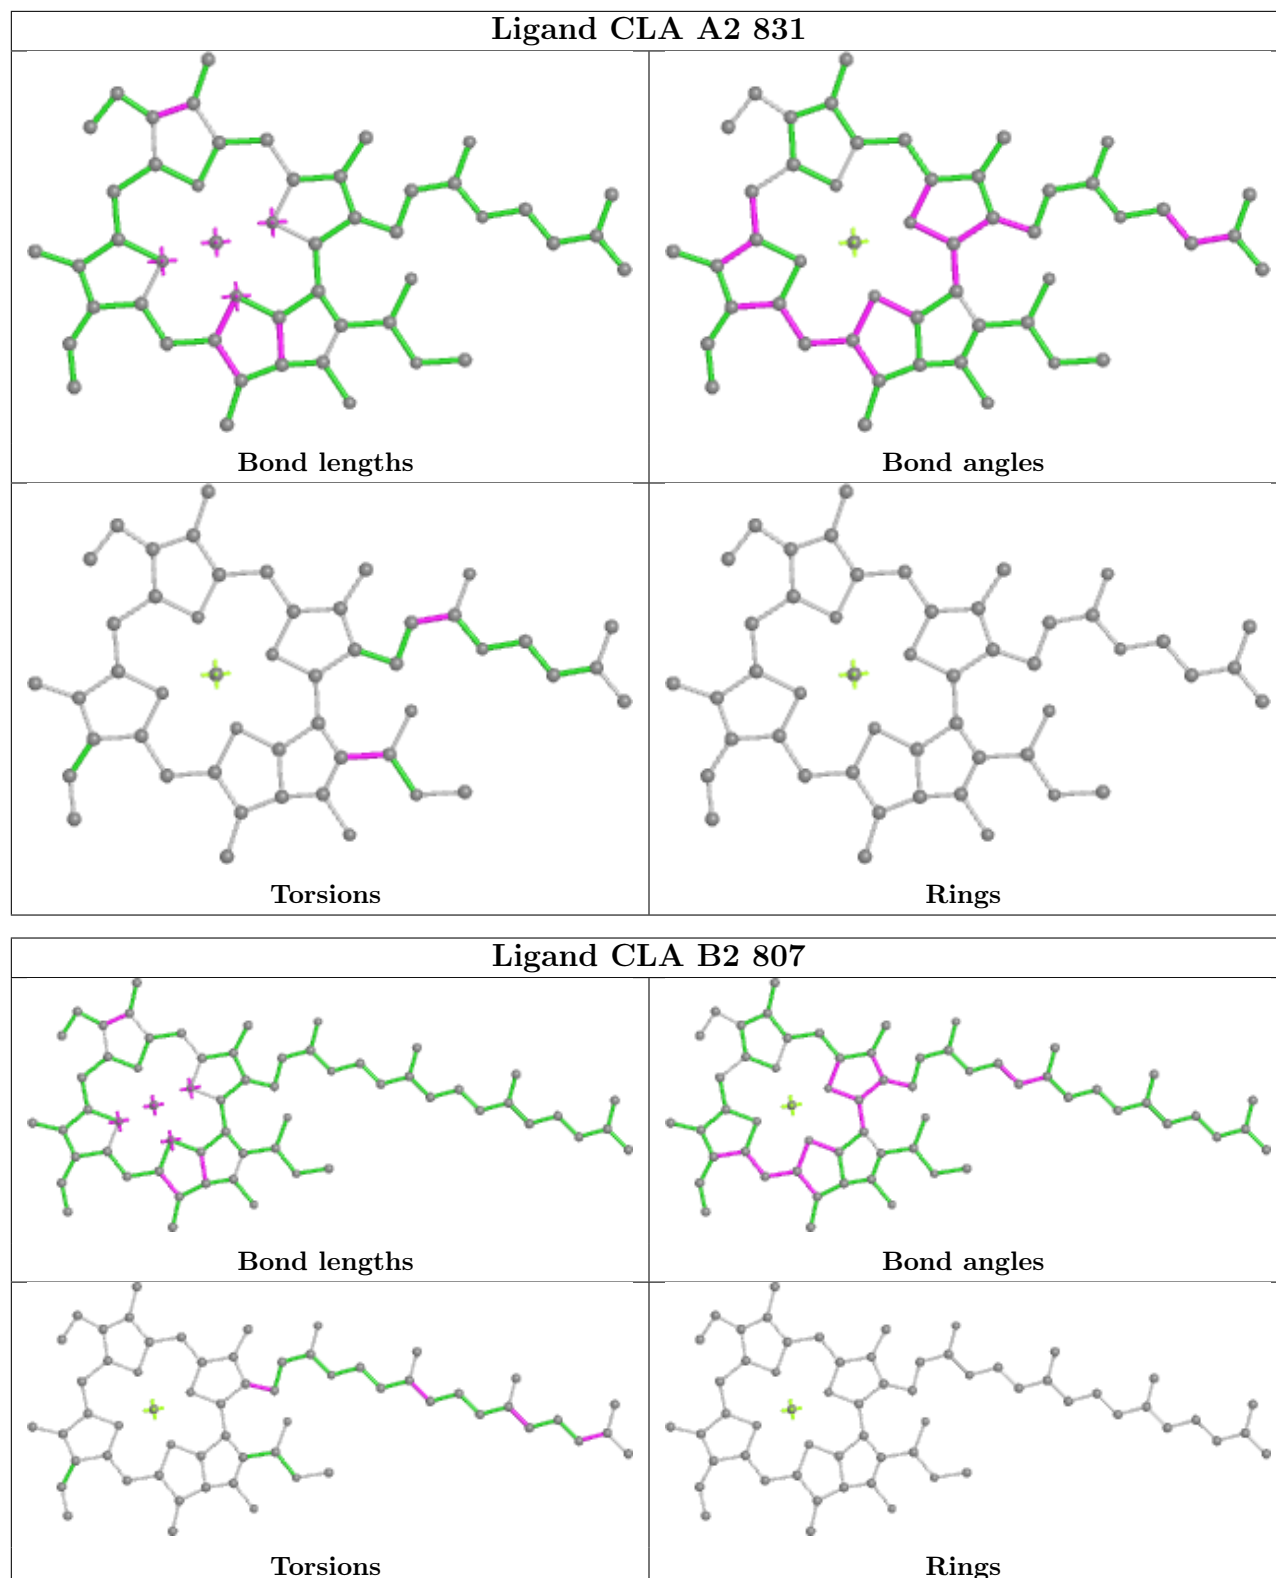 Ligand CLA A2 831
Bond lengths
Bond angles
Torsions
Rings
Ligand CLA B2 807
Bond lengths
Bond angles
Torsions
Rings